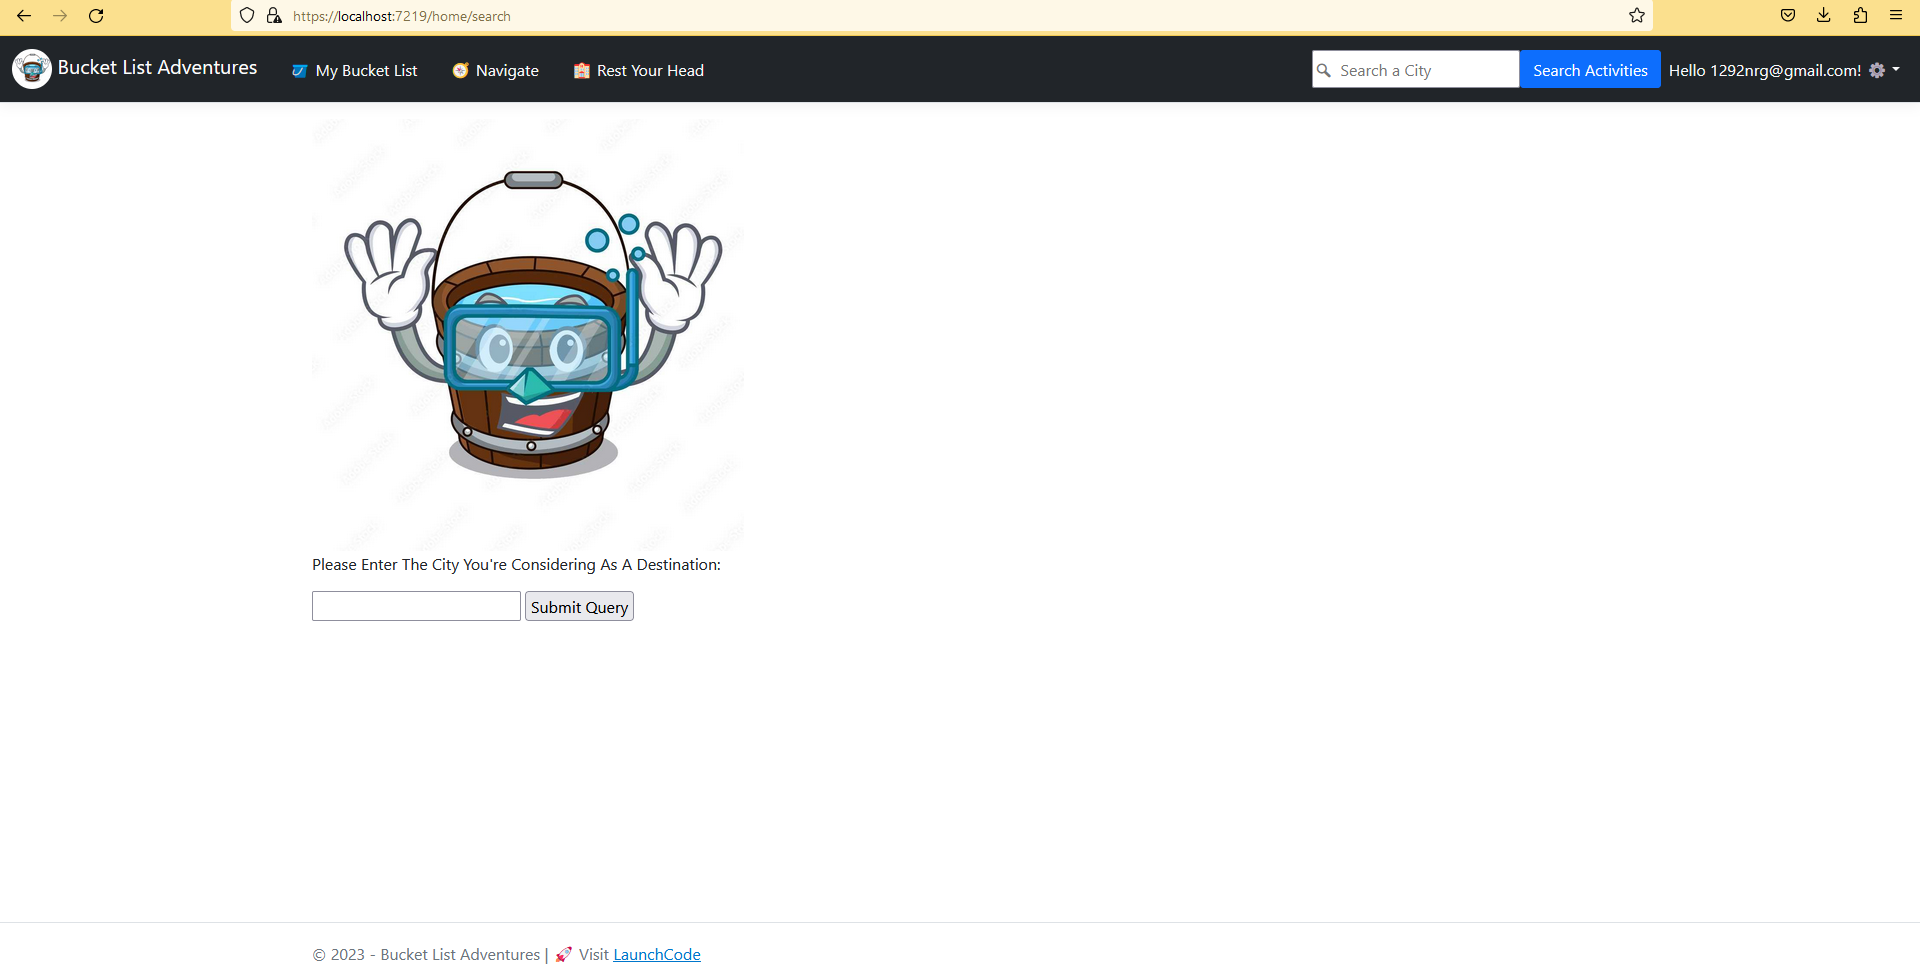 https://localhost:7219/home/search
Bucket List Adventures My Bucket List Navigate Rest Your Head Search a City Search Activities Hello 1292nrg@gmail.com!
Please Enter The City You're Considering As A Destination:
Submit Query
© 2023 - Bucket List Adventures | 🚀 Visit LaunchCode